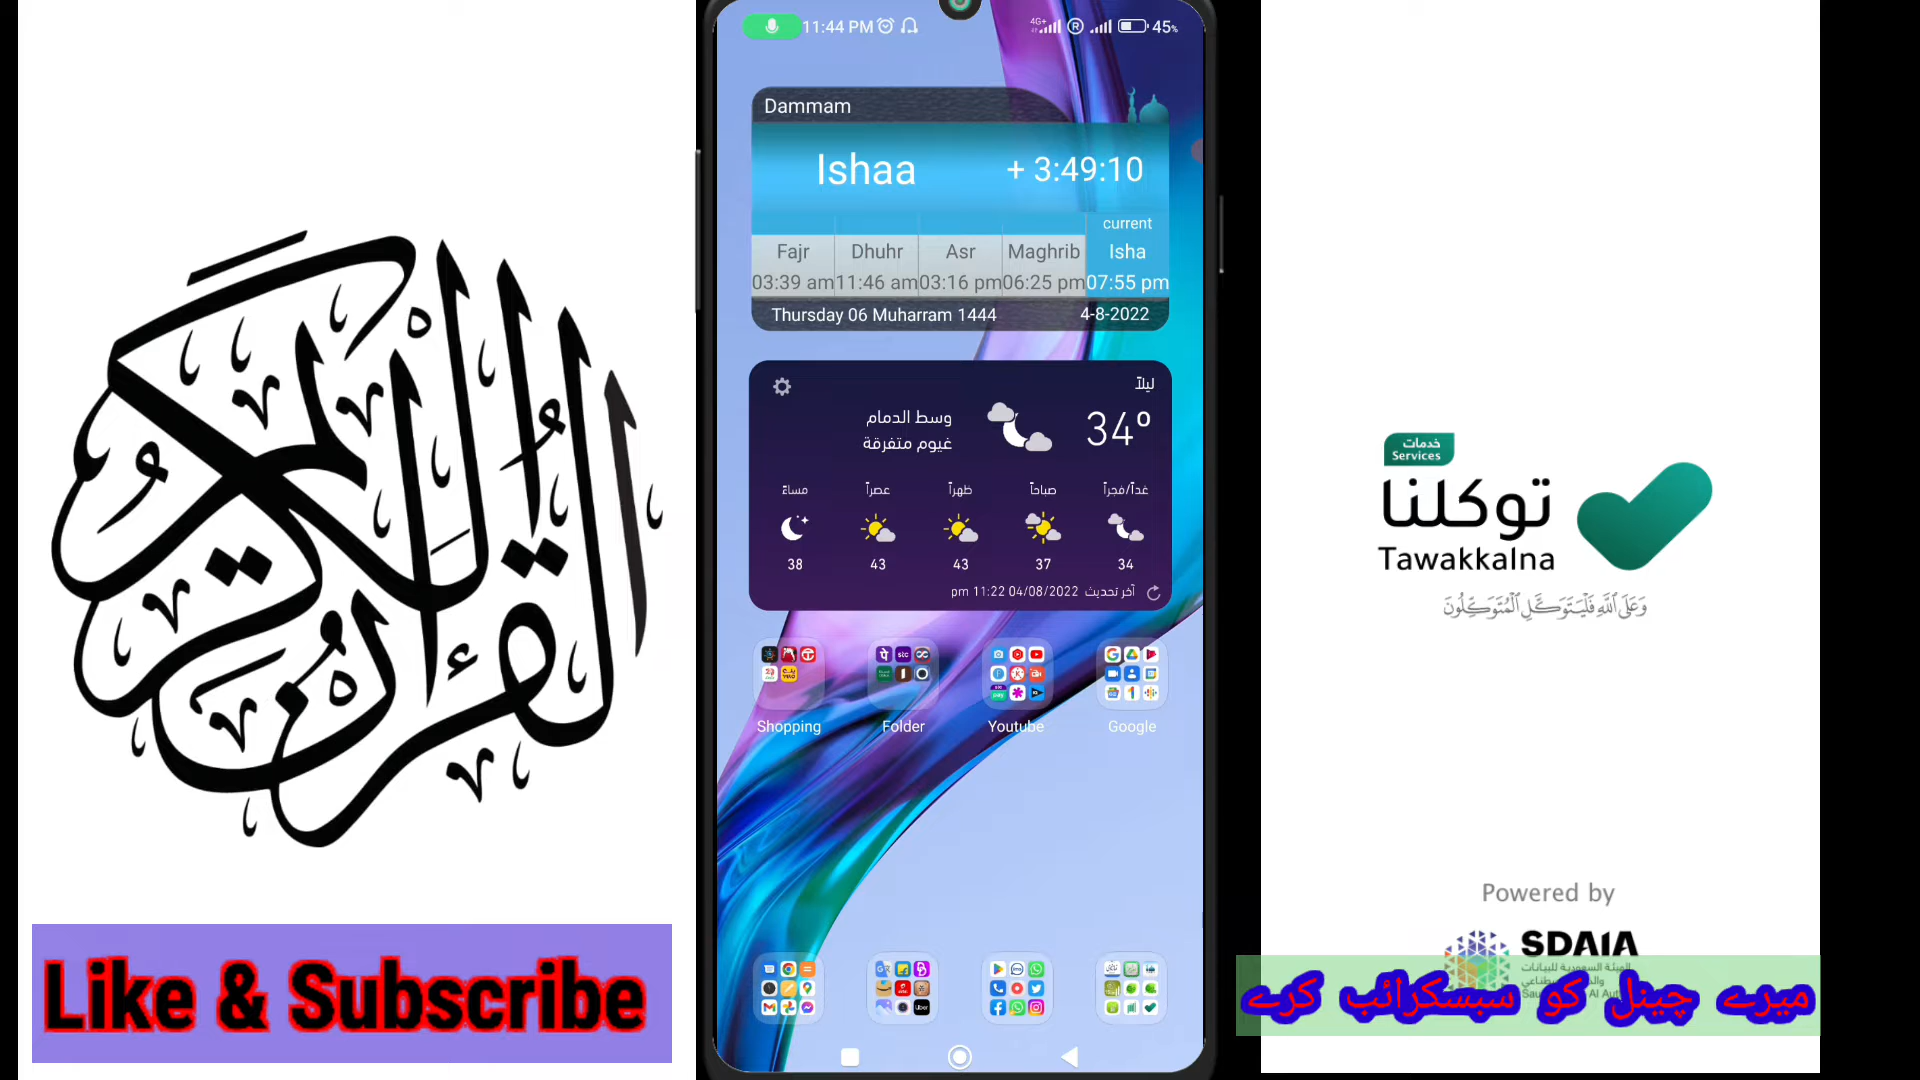 القرآن الكريم
Like & Subscribe
11:44 PM
4G+
R
45%
Dammam
Ishaa
+ 3:49:10
current
Fajr Dhuhr Asr Maghrib Isha
03:39 am 11:46 am 03:16 pm 06:25 pm 07:55 pm
Thursday 06 Muharram 1444 4-8-2022
ليلاً
34°
وسط الدمام
غيوم متفرقة
غداً/فجراً صباحاً ظهراً عصراً مساءً
34 37 43 43 38
آخر تحديث 04/08/2022 11:22 pm
Shopping Folder Youtube Google
خدمات
Services
توكلنا
Tawakkalna
وَعَلَى اللَّهِ فَلْيَتَوَكَّلِ الْمُتَوَكِّلُونَ
Powered by
SDAIA
الهيئة السعودية للبيانات
میرے چینل کو سبسکرائب کرے